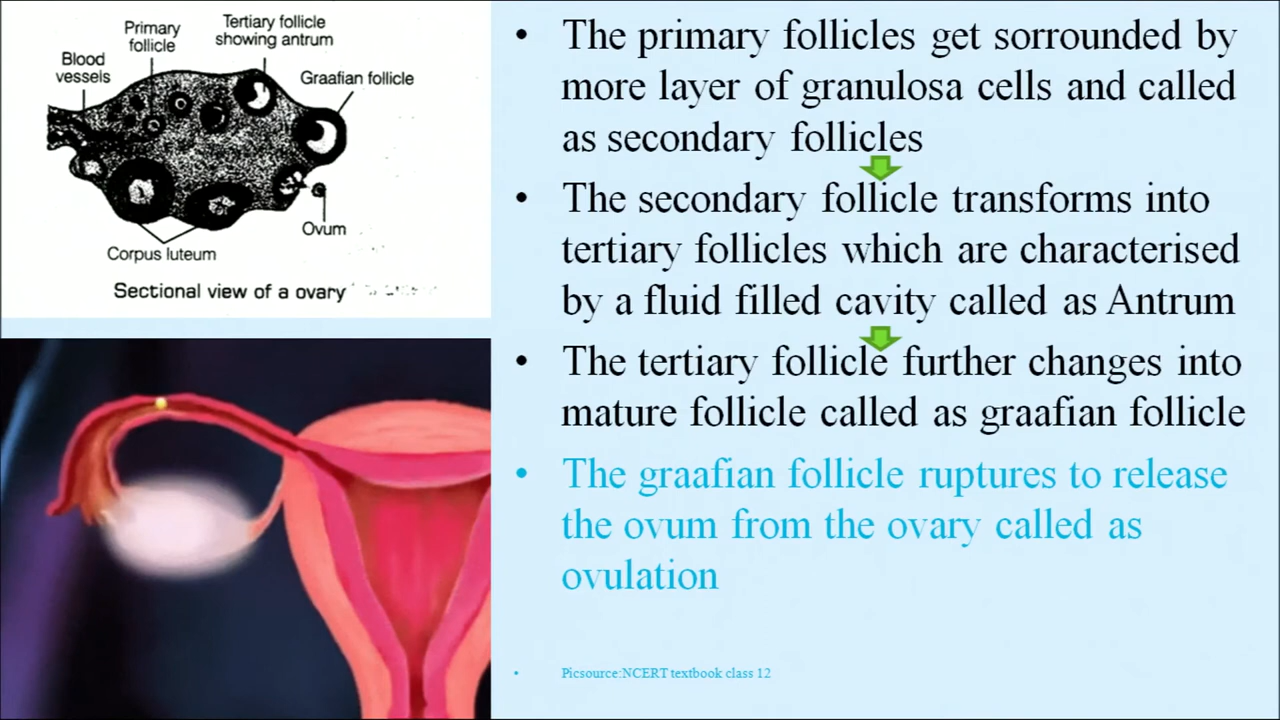 Primary
follicle
Tertiary follicle
showing antrum
Blood
vessels
Graafian follicle
Ovum
Corpus luteum
Sectional view of a ovary
• The primary follicles get sorrounded by
more layer of granulosa cells and called
as secondary follicles
• The secondary follicle transforms into
tertiary follicles which are characterised
by a fluid filled cavity called as Antrum
• The tertiary follicle further changes into
mature follicle called as graafian follicle
• The graafian follicle ruptures to release
the ovum from the ovary called as
ovulation
• Picsource:NCERT textbook class 12